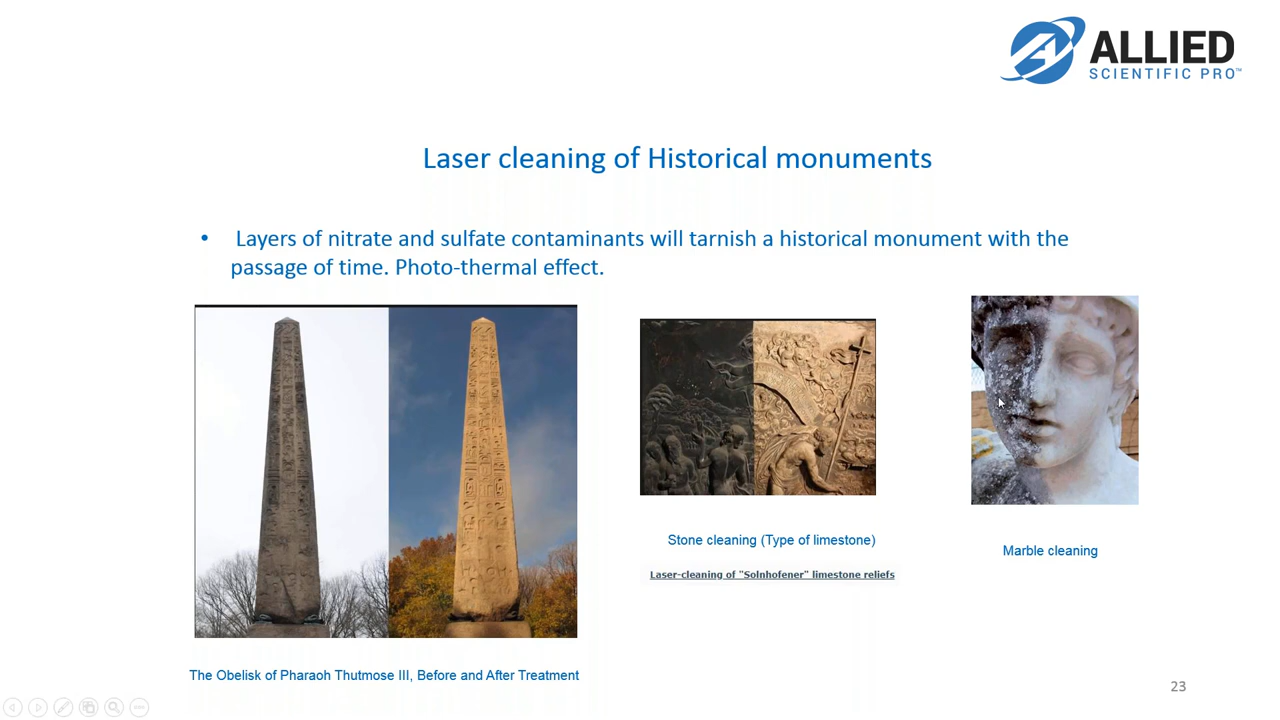 ALLIED
SCIENTIFIC PRO™
Laser cleaning of Historical monuments
• Layers of nitrate and sulfate contaminants will tarnish a historical monument with the
passage of time. Photo-thermal effect.
Stone cleaning (Type of limestone)
Marble cleaning
Laser-cleaning of "Solnhofener" limestone reliefs
The Obelisk of Pharaoh Thutmose III, Before and After Treatment
23